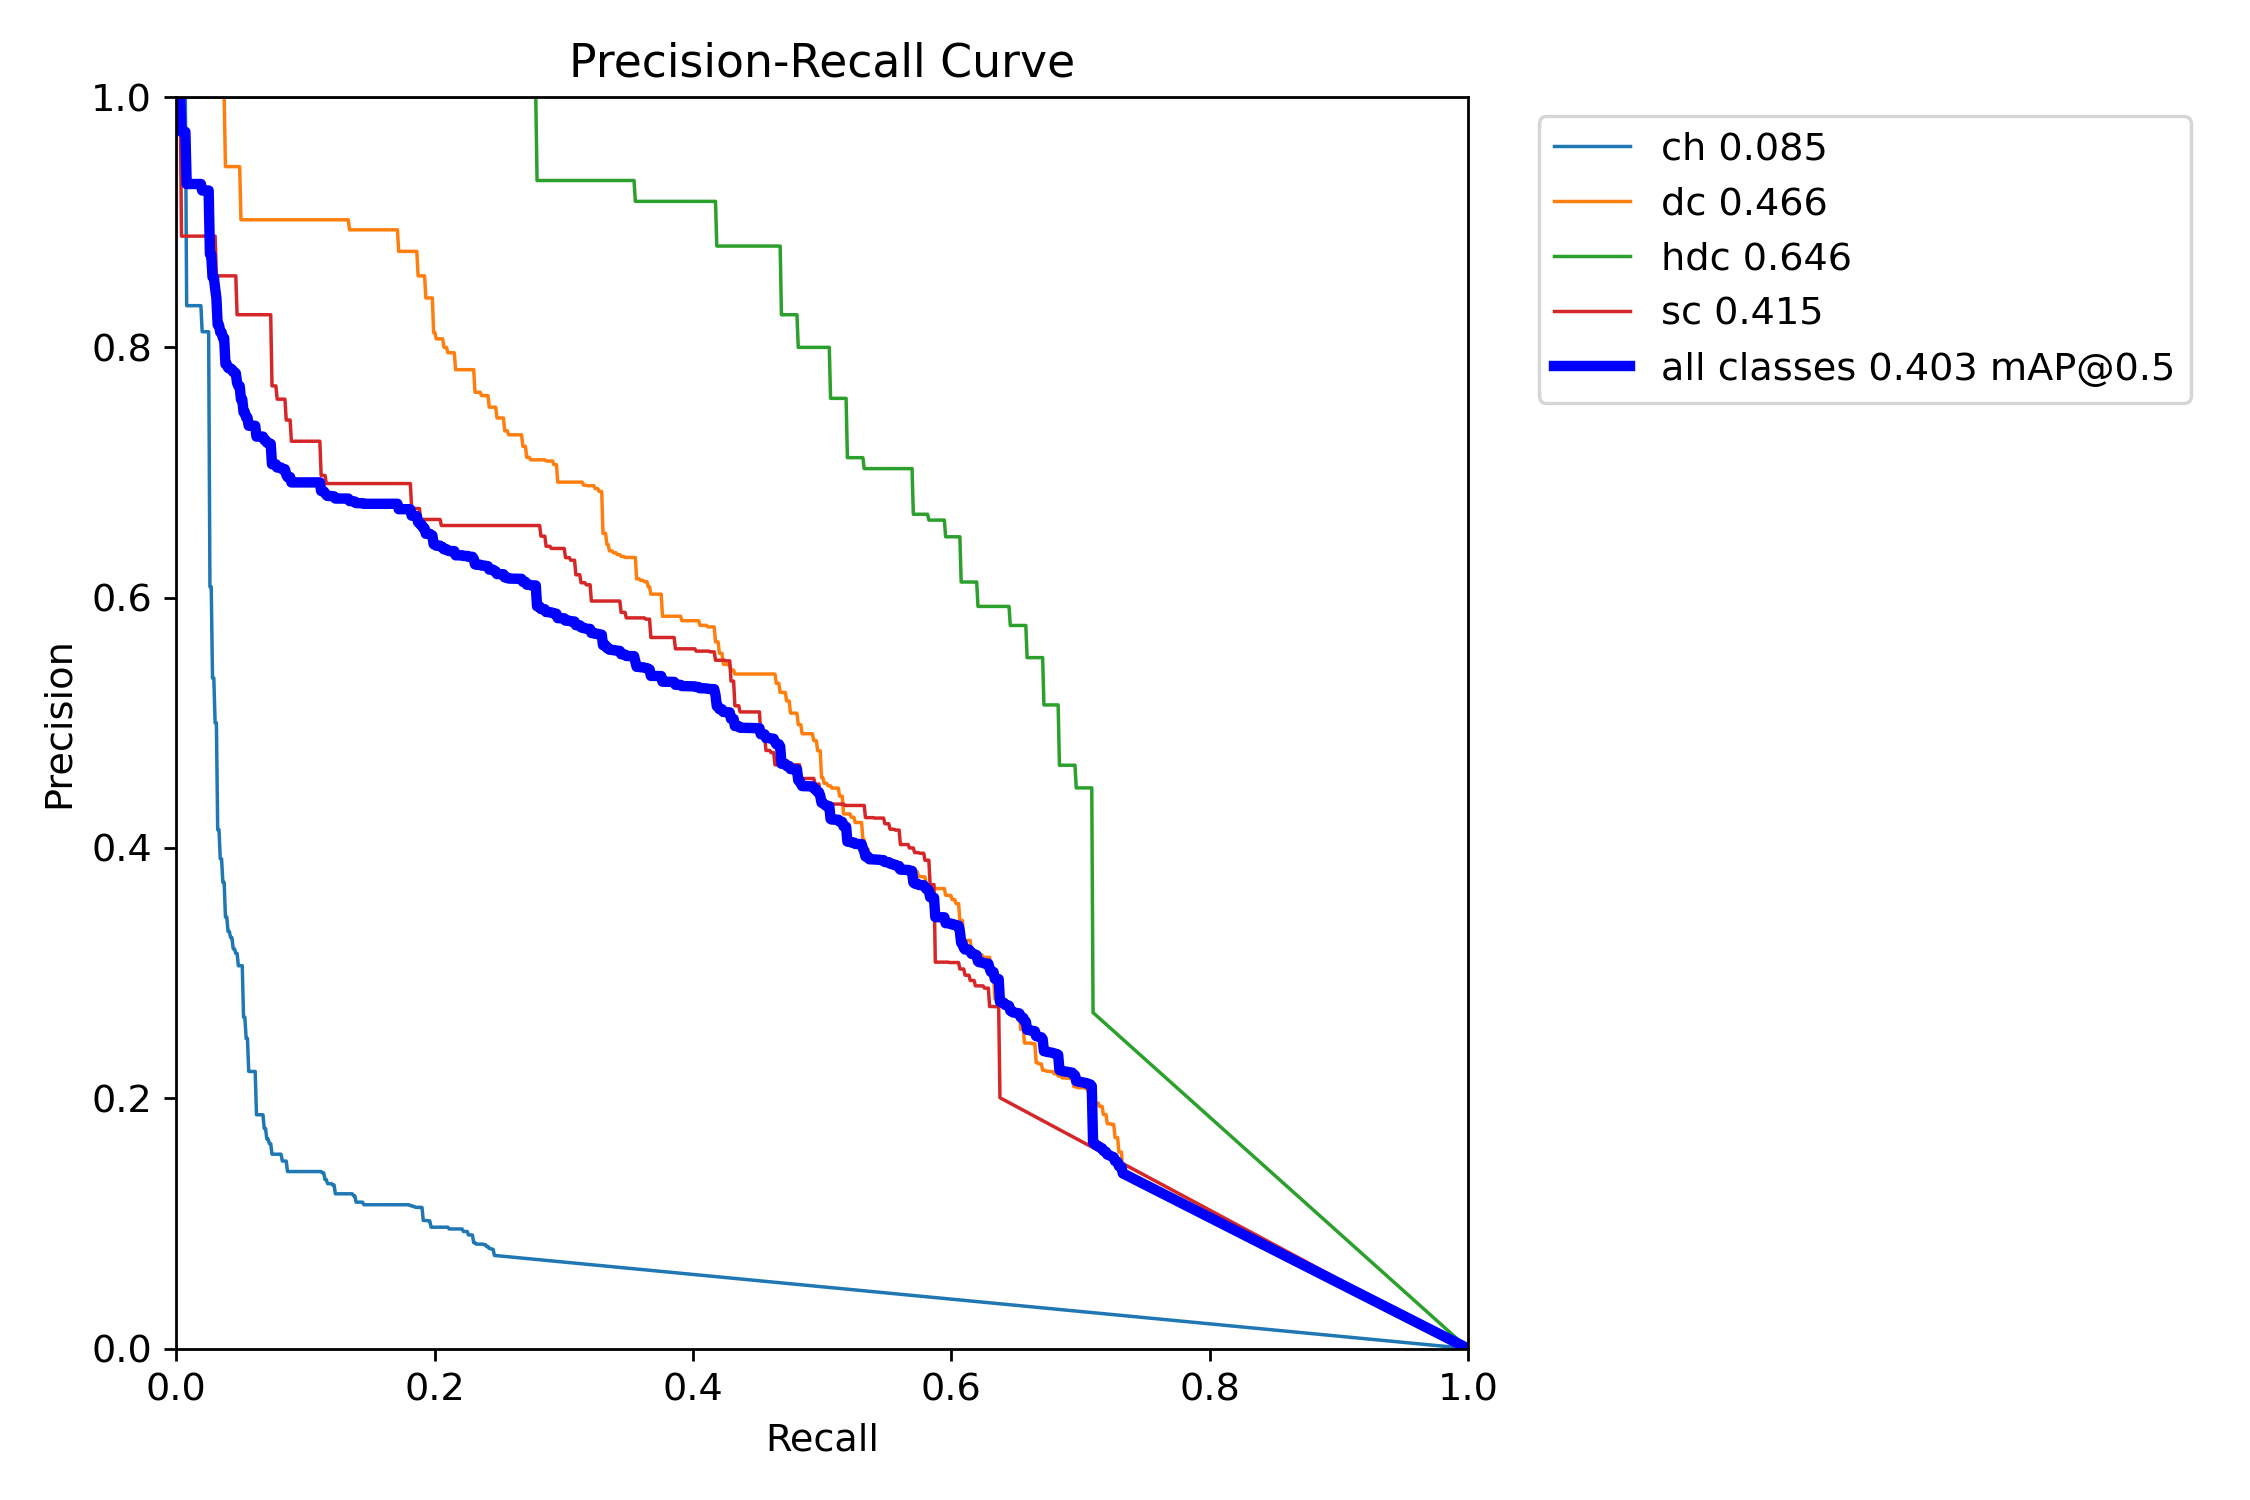 Precision-Recall Curve
1.0
0.8
0.6
0.4
0.2
0.0
Precision
0.0 0.2 0.4 0.6 0.8 1.0
Recall
ch 0.085
dc 0.466
hdc 0.646
sc 0.415
all classes 0.403 mAP@0.5